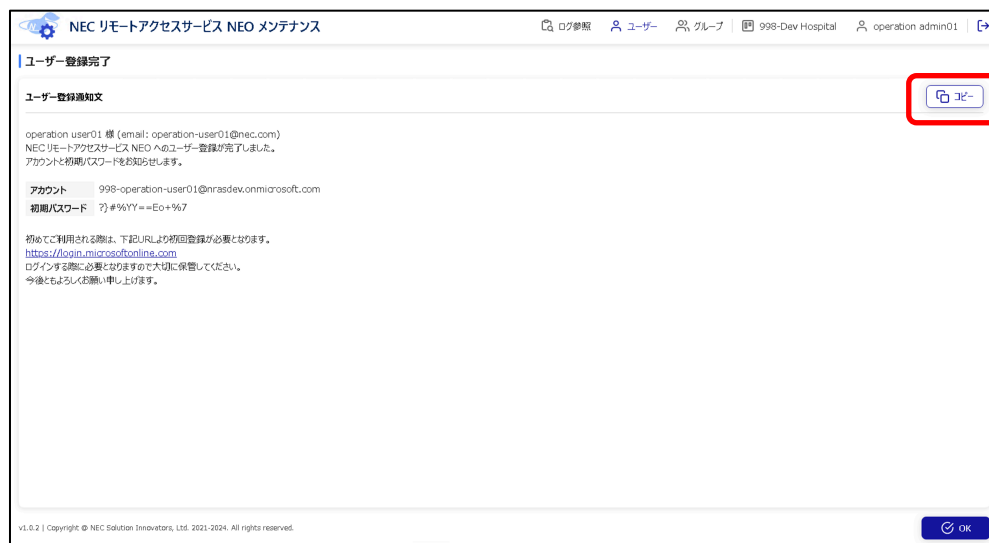 NEC リモートアクセスサービス NEO メンテナンス
ログ参照 ユーザー グループ 998-Dev Hospital operation admin01
ユーザー登録完了
ユーザー登録通知文
コピー
operation user01 様 (email: operation-user01@nec.com)
NEC リモートアクセスサービス NEO へのユーザー登録が完了しました。
アカウントと初期パスワードをお知らせします。
アカウント 998-operation-user01@nrasdev.onmicrosoft.com
初期パスワード ?}#%YY==Eo+%7
初めてご利用される際は、下記URLより初回登録が必要となります。
https://login.microsoftonline.com
ログインする際に必要となりますので大切に保管してください。
今後ともよろしくお願い申し上げます。
v1.0.2 | Copyright @ NEC Solution Innovators, Ltd. 2021-2024. All rights reserved.
OK